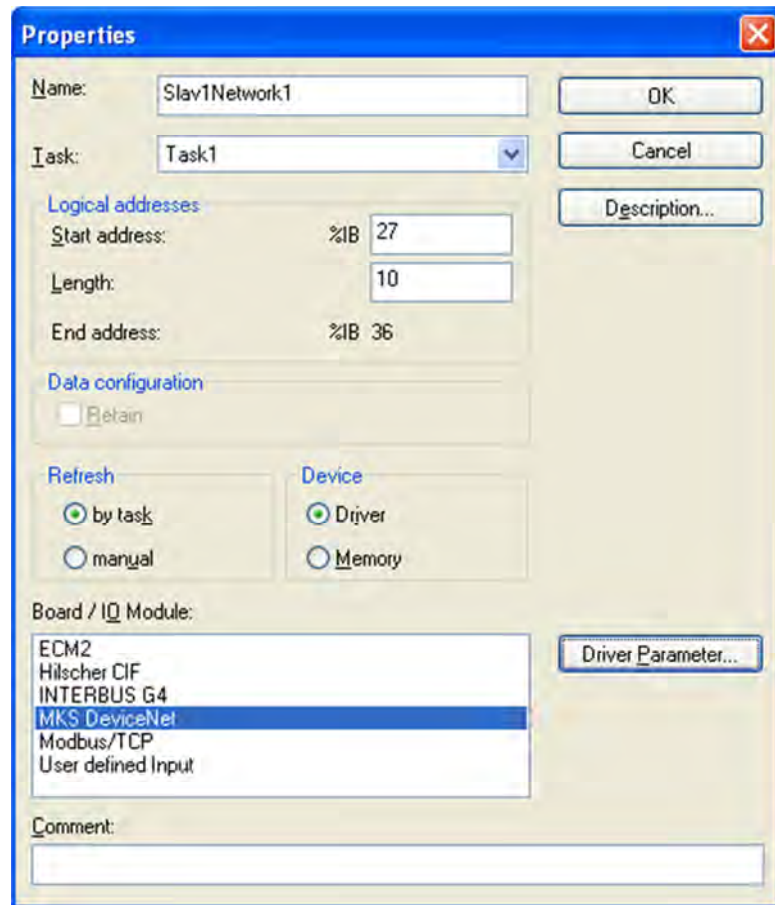 Properties
Name: Slav1Network1 OK
Task: Task1 Cancel
Logical addresses Description...
Start address: %IB 27
Length: 10
End address: %IB 36
Data configuration
Retain
Refresh Device
by task Driver
manual Memory
Board / IO Module:
ECM2 Driver Parameter...
Hilscher CIF
INTERBUS G4
MKS DeviceNet
Modbus/TCP
User defined Input
Comment: